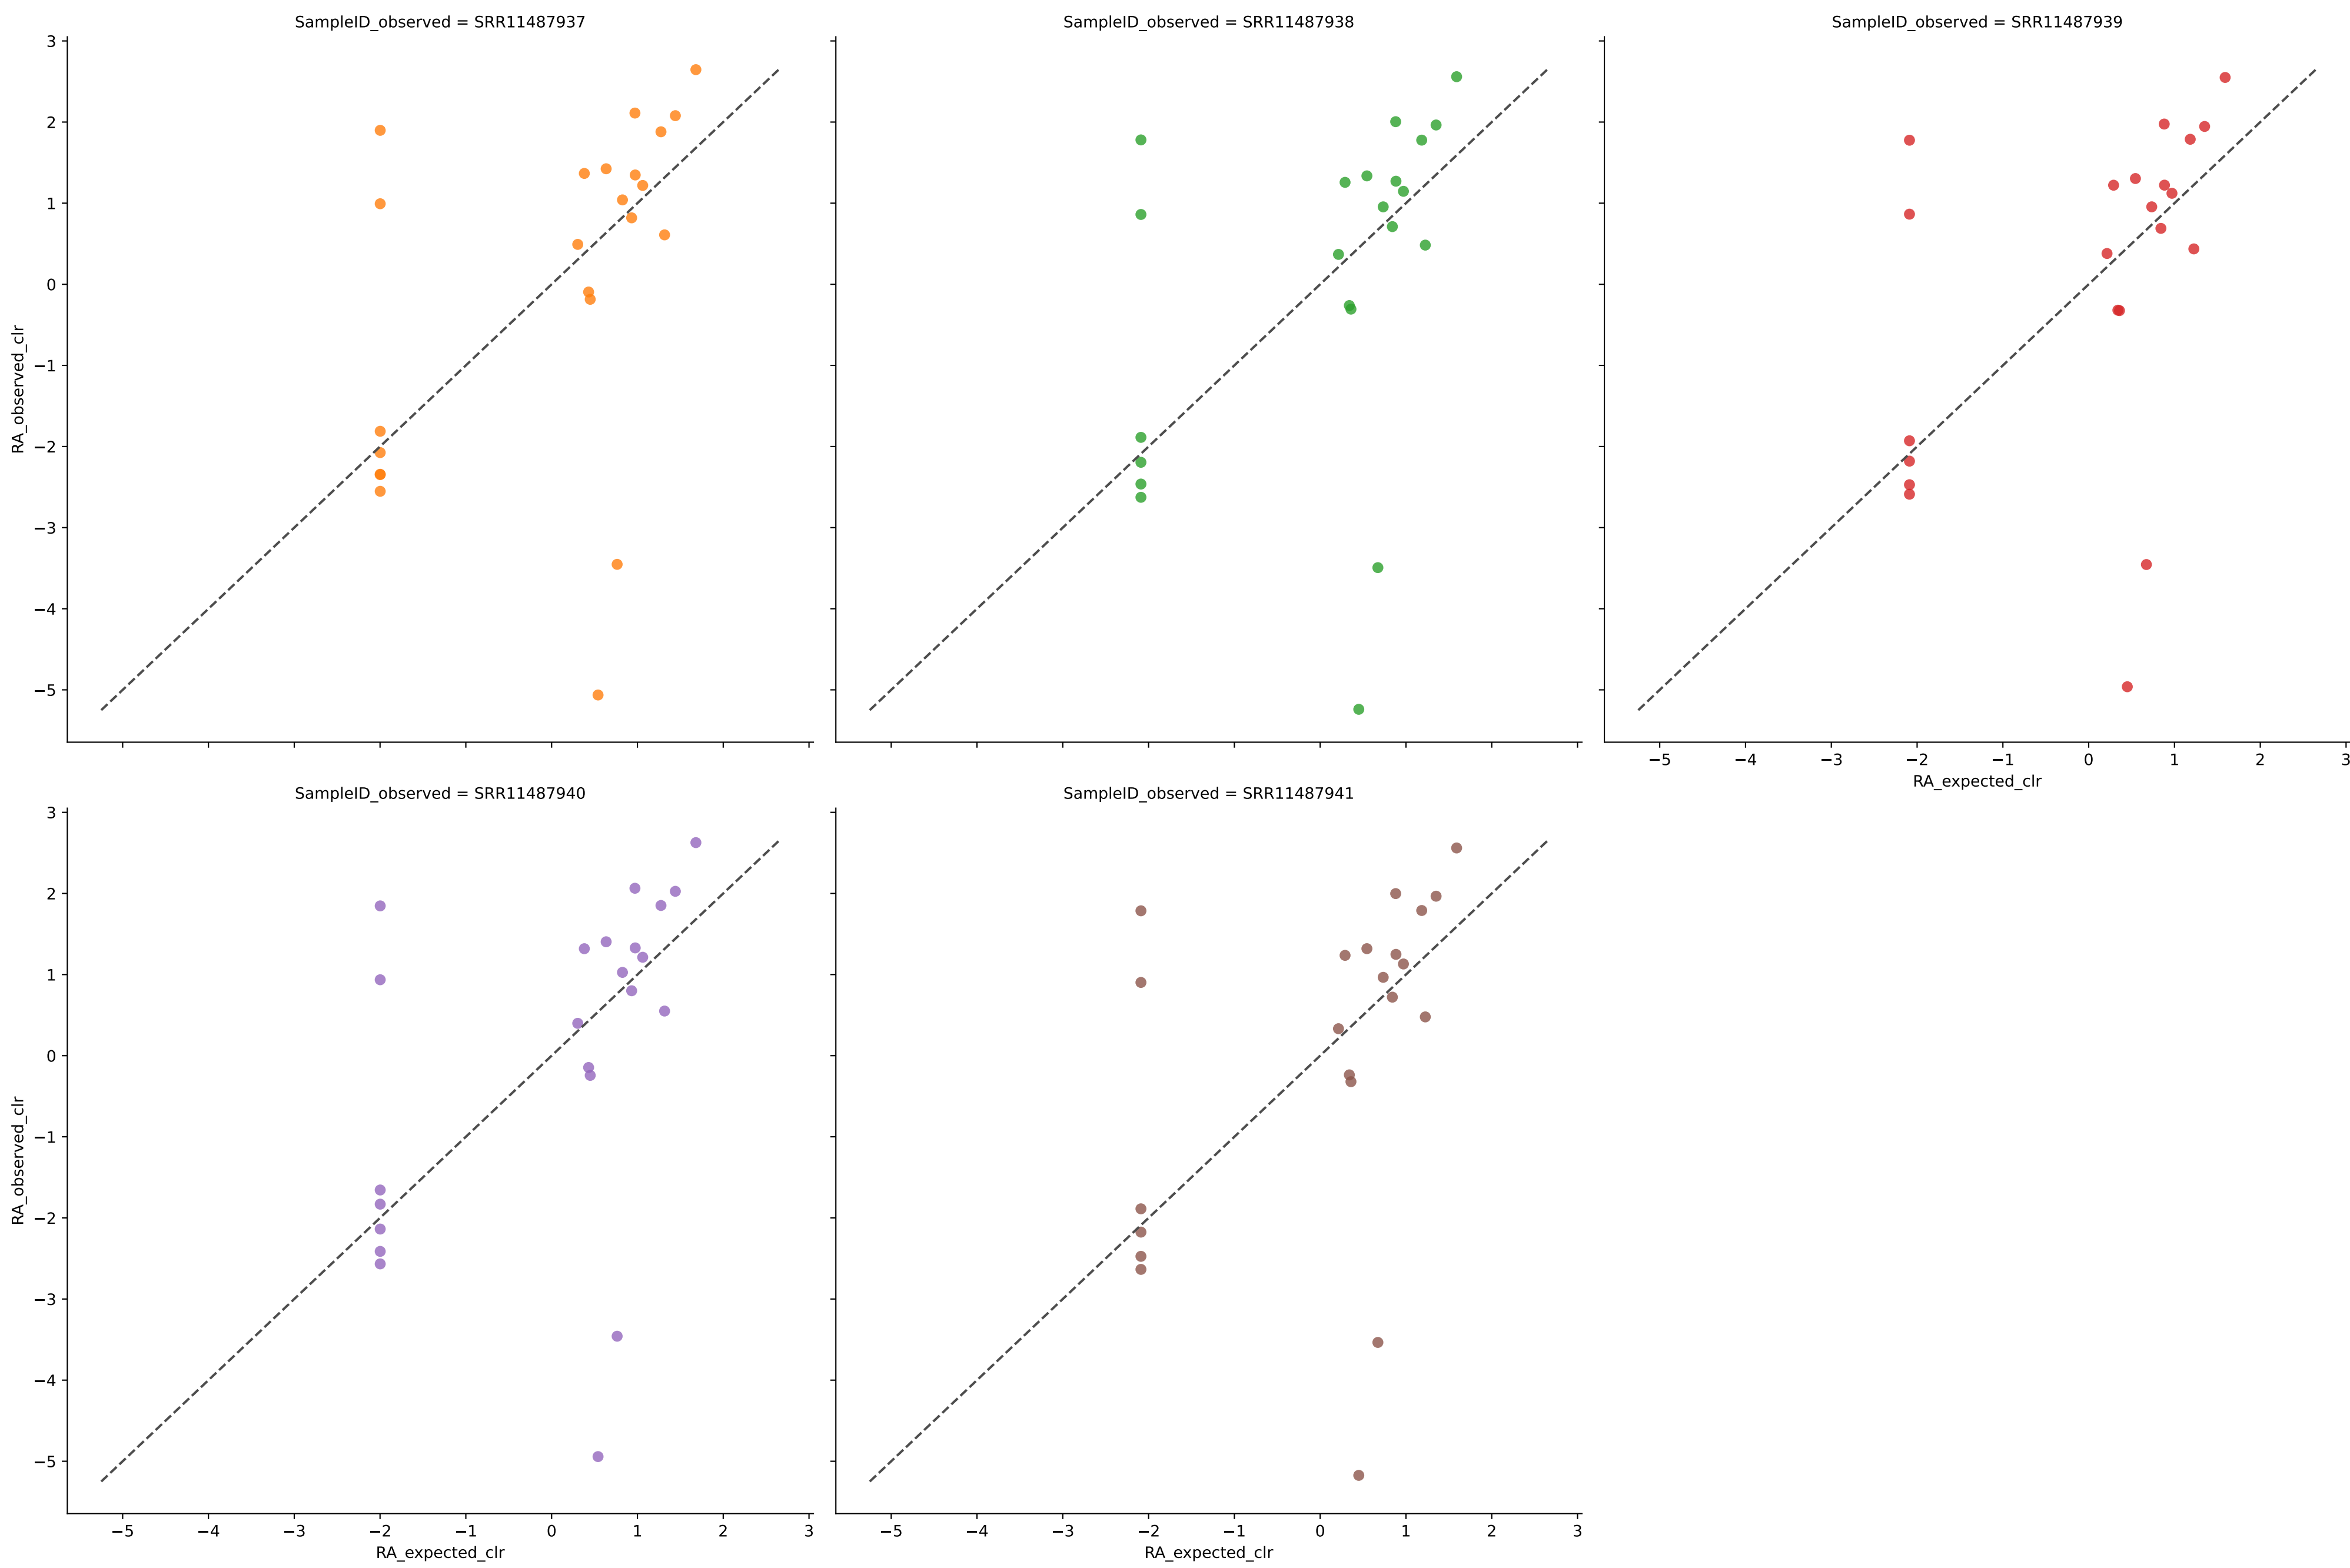 SampleID_observed = SRR11487937
SampleID_observed = SRR11487938
SampleID_observed = SRR11487939
3
2
1
0
−1
−2
−3
−4
−5
RA_observed_clr
−5 −4 −3 −2 −1 0 1 2 3
RA_expected_clr
SampleID_observed = SRR11487940
SampleID_observed = SRR11487941
3
2
1
0
−1
−2
−3
−4
−5
RA_observed_clr
−5 −4 −3 −2 −1 0 1 2 3
RA_expected_clr
−5 −4 −3 −2 −1 0 1 2 3
RA_expected_clr